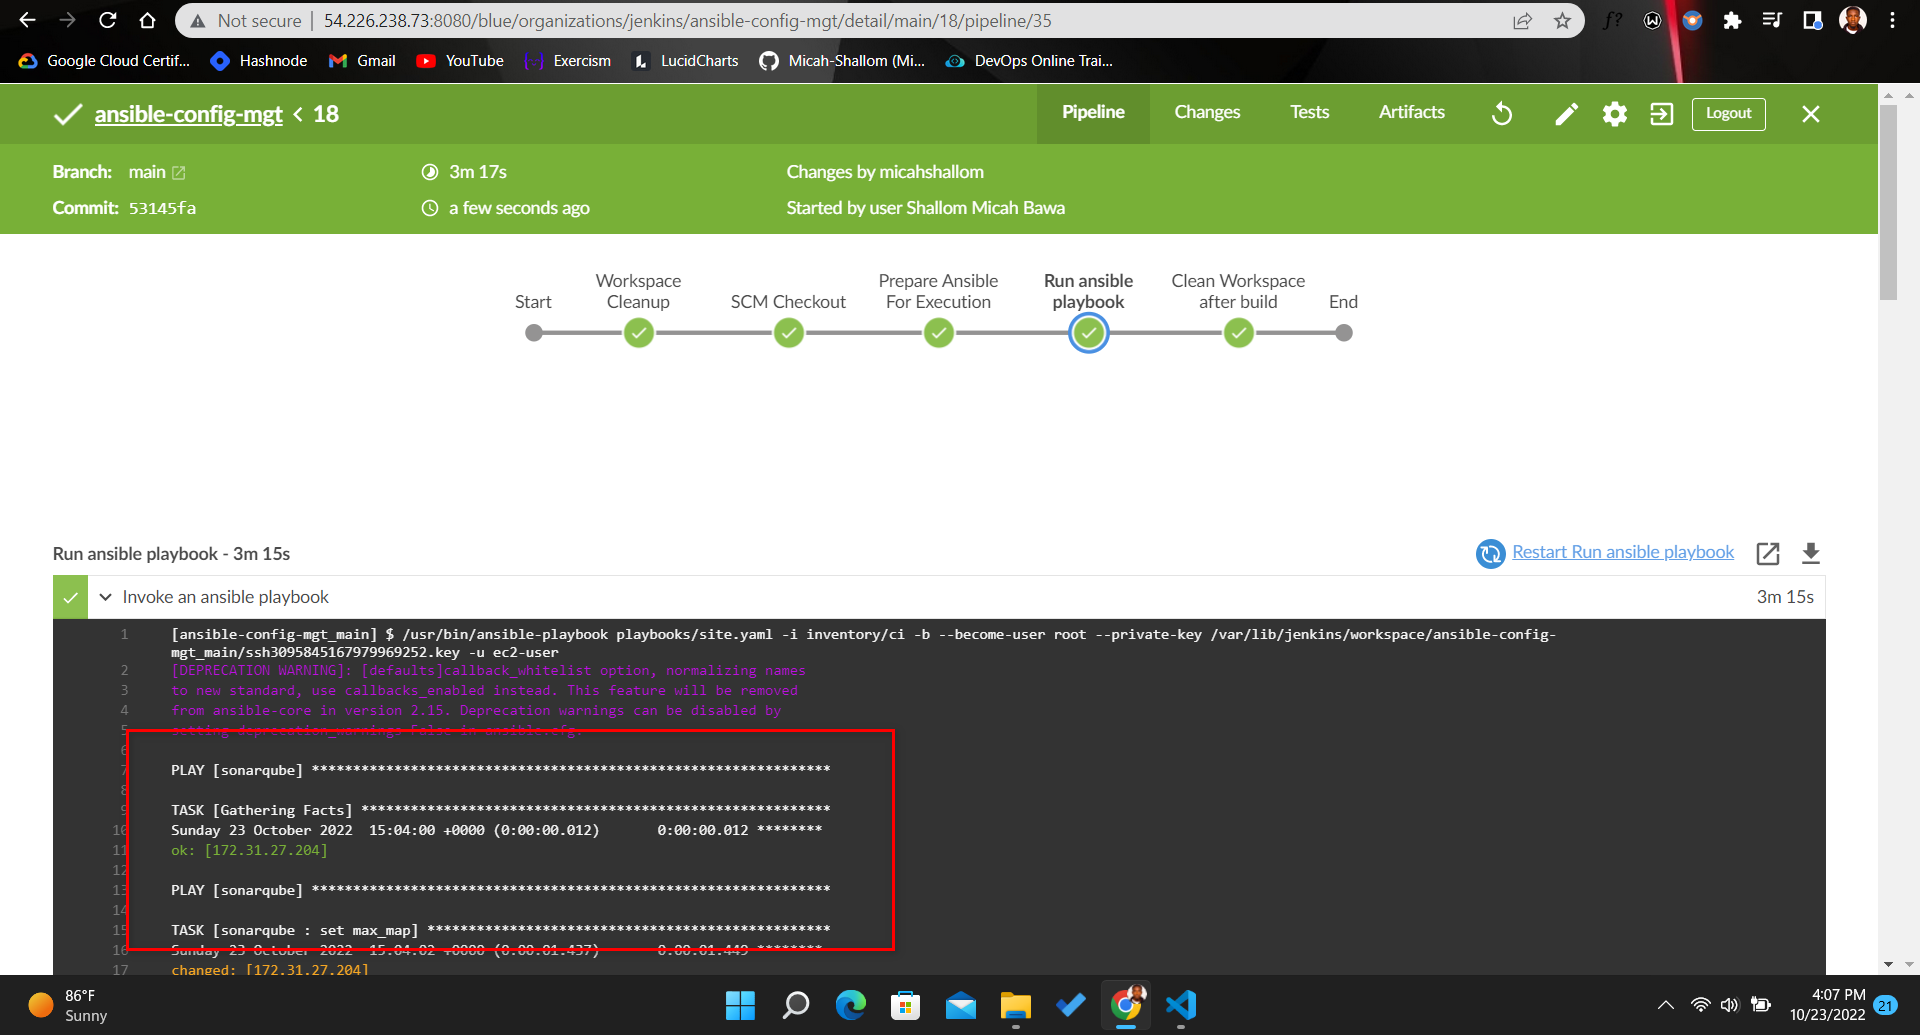 Not secure | 54.226.238.73:8080/blue/organizations/jenkins/ansible-config-mgt/detail/main/18/pipeline/35
Google Cloud Certif... Hashnode Gmail YouTube Exercism LucidCharts Micah-Shallom (Mi... DevOps Online Trai...
ansible-config-mgt < 18 Pipeline Changes Tests Artifacts Logout
Branch: main 3m 17s Changes by micahshallom
Commit: 53145fa a few seconds ago Started by user Shallom Micah Bawa
Start Workspace Cleanup SCM Checkout Prepare Ansible For Execution Run ansible playbook Clean Workspace after build End
Run ansible playbook - 3m 15s Restart Run ansible playbook
Invoke an ansible playbook 3m 15s
1 [ansible-config-mgt_main] $ /usr/bin/ansible-playbook playbooks/site.yaml -i inventory/ci -b --become-user root --private-key /var/lib/jenkins/workspace/ansible-config-
mgt_main/ssh3095845167979969252.key -u ec2-user
2 [DEPRECATION WARNING]: [defaults]callback_whitelist option, normalizing names
3 to new standard, use callbacks_enabled instead. This feature will be removed
4 from ansible-core in version 2.15. Deprecation warnings can be disabled by
5 setting deprecation_warnings=False in ansible.cfg.
6
7 PLAY [sonarqube] ***************************************************************
8
9 TASK [Gathering Facts] *********************************************************
10 Sunday 23 October 2022  15:04:00 +0000 (0:00:00.012)       0:00:00.012 ********
11 ok: [172.31.27.204]
12
13 PLAY [sonarqube] ***************************************************************
14
15 TASK [sonarqube : set max_map] *************************************************
16 Sunday 23 October 2022  15:04:02 +0000 (0:00:01.437)       0:00:01.449 ********
17 changed: [172.31.27.204]
86°F
Sunny
4:07 PM
10/23/2022
21